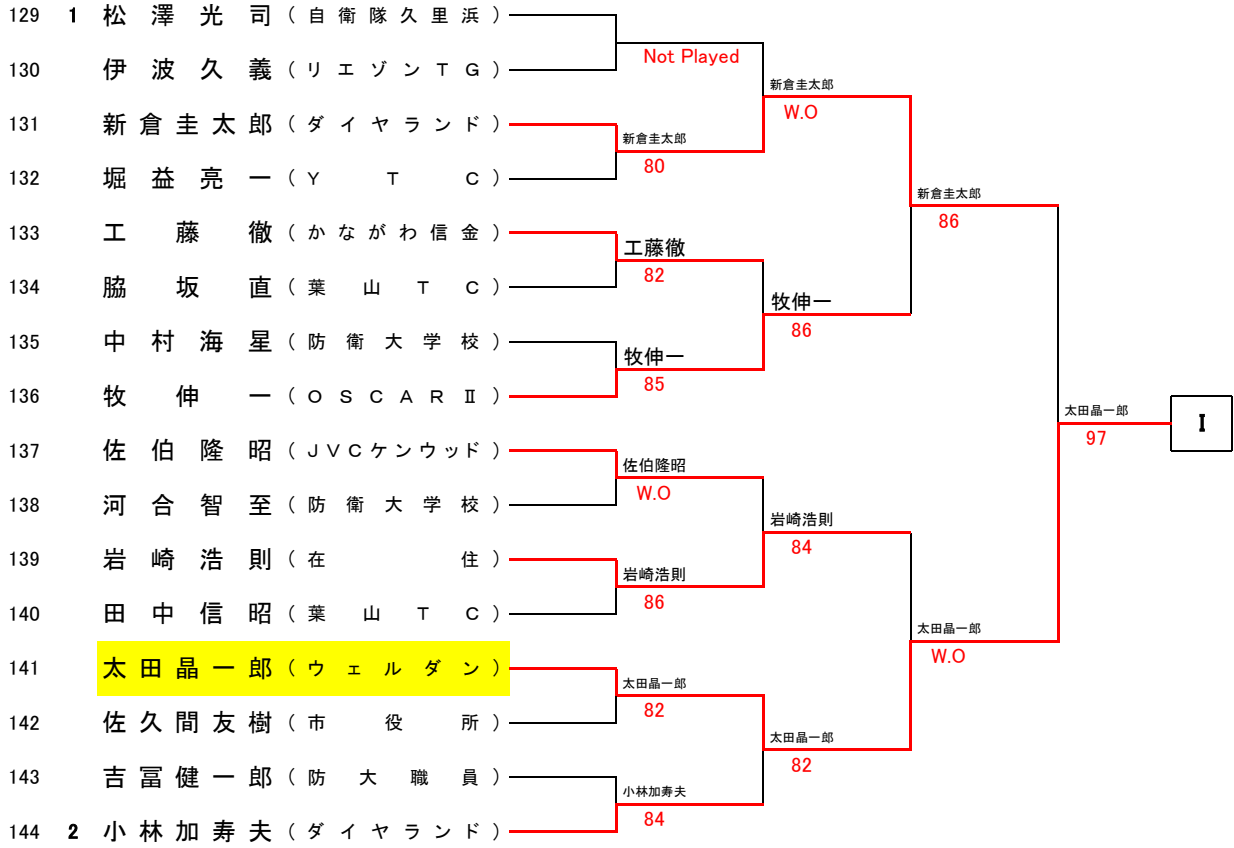 129 1 松澤光司（自衛隊久里浜）
Not Played
130 伊波久義（リエゾンTG）
新倉圭太郎
W.O
131 新倉圭太郎（ダイヤランド）
新倉圭太郎
80
132 堀益亮一（YTC）
新倉圭太郎
86
133 工藤徹（かながわ信金）
工藤徹
82
134 脇坂直（葉山TC）
牧伸一
86
135 中村海星（防衛大学校）
牧伸一
85
136 牧伸一（OSCARⅡ）
太田晶一郎
97
I
137 佐伯隆昭（JVCケンウッド）
佐伯隆昭
W.O
138 河合智至（防衛大学校）
岩崎浩則
84
139 岩崎浩則（在住）
岩崎浩則
86
140 田中信昭（葉山TC）
太田晶一郎
W.O
141 太田晶一郎（ウェルダン）
太田晶一郎
82
142 佐久間友樹（市役所）
太田晶一郎
82
143 吉冨健一郎（防大職員）
小林加寿夫
84
144 2 小林加寿夫（ダイヤランド）